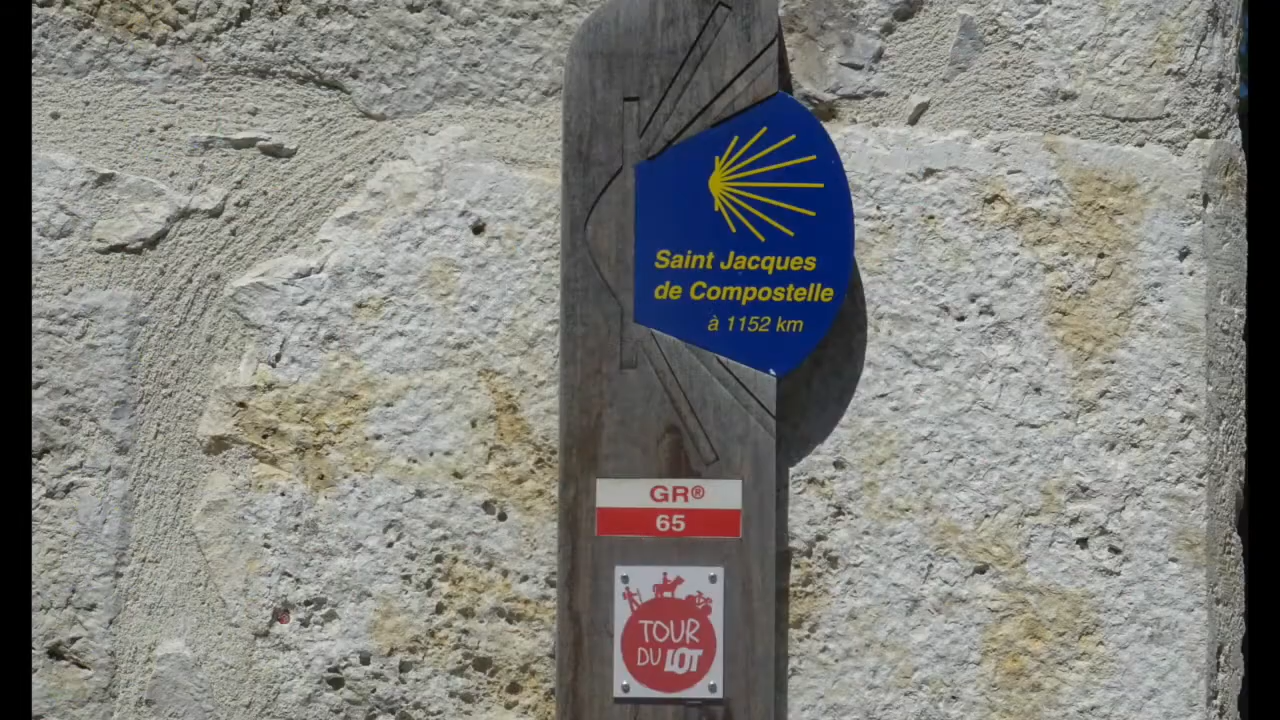 Saint Jacques
de Compostelle
à 1152 km
GR®
65
TOUR
DU LOT